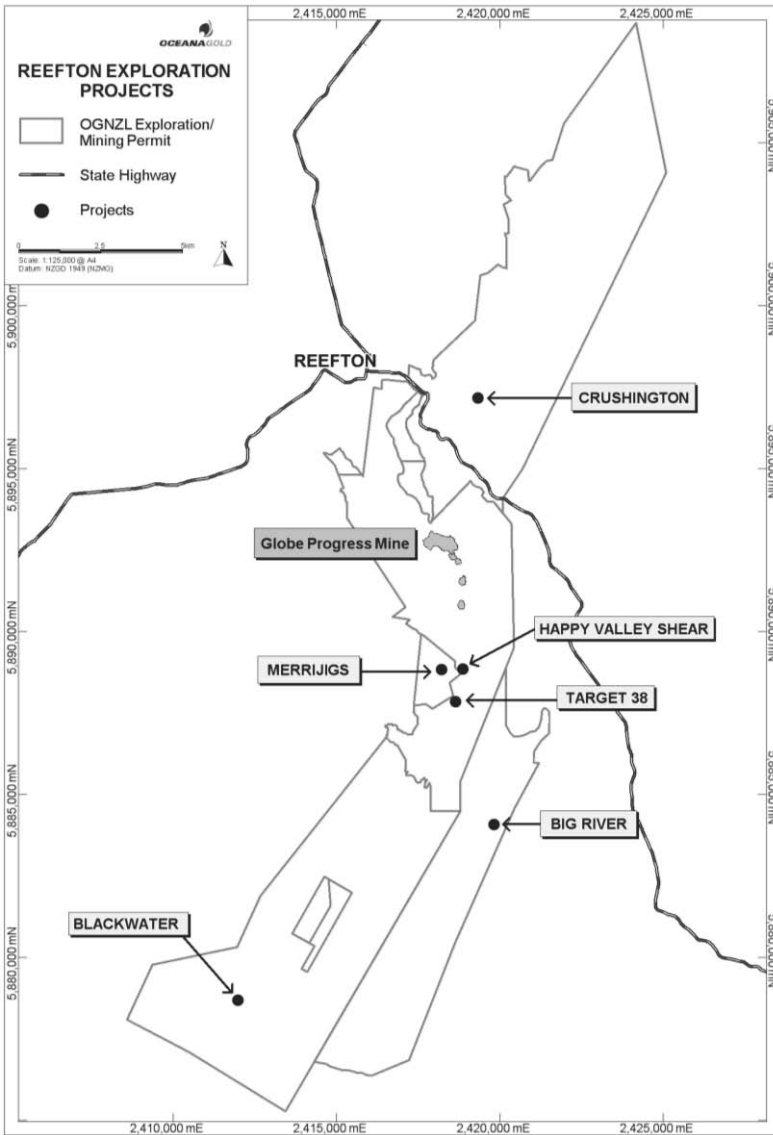 2,415,000 mE
2,420,000 mE
2,425,000 mE
OCEANAGOLD
REEFTON EXPLORATION
PROJECTS
OGNZL Exploration/
Mining Permit
State Highway
Projects
0 2.5 5km
Scale: 1:125,000 @ A4
Datum: NZGD 1949 (NZMG)
N
5,900,000 mN
REEFTON
CRUSHINGTON
5,895,000 mN
Globe Progress Mine
5,890,000 mN
HAPPY VALLEY SHEAR
MERRIJIGS
TARGET 38
5,885,000 mN
BIG RIVER
BLACKWATER
5,880,000 mN
2,410,000 mE
2,415,000 mE
2,420,000 mE
2,425,000 mE